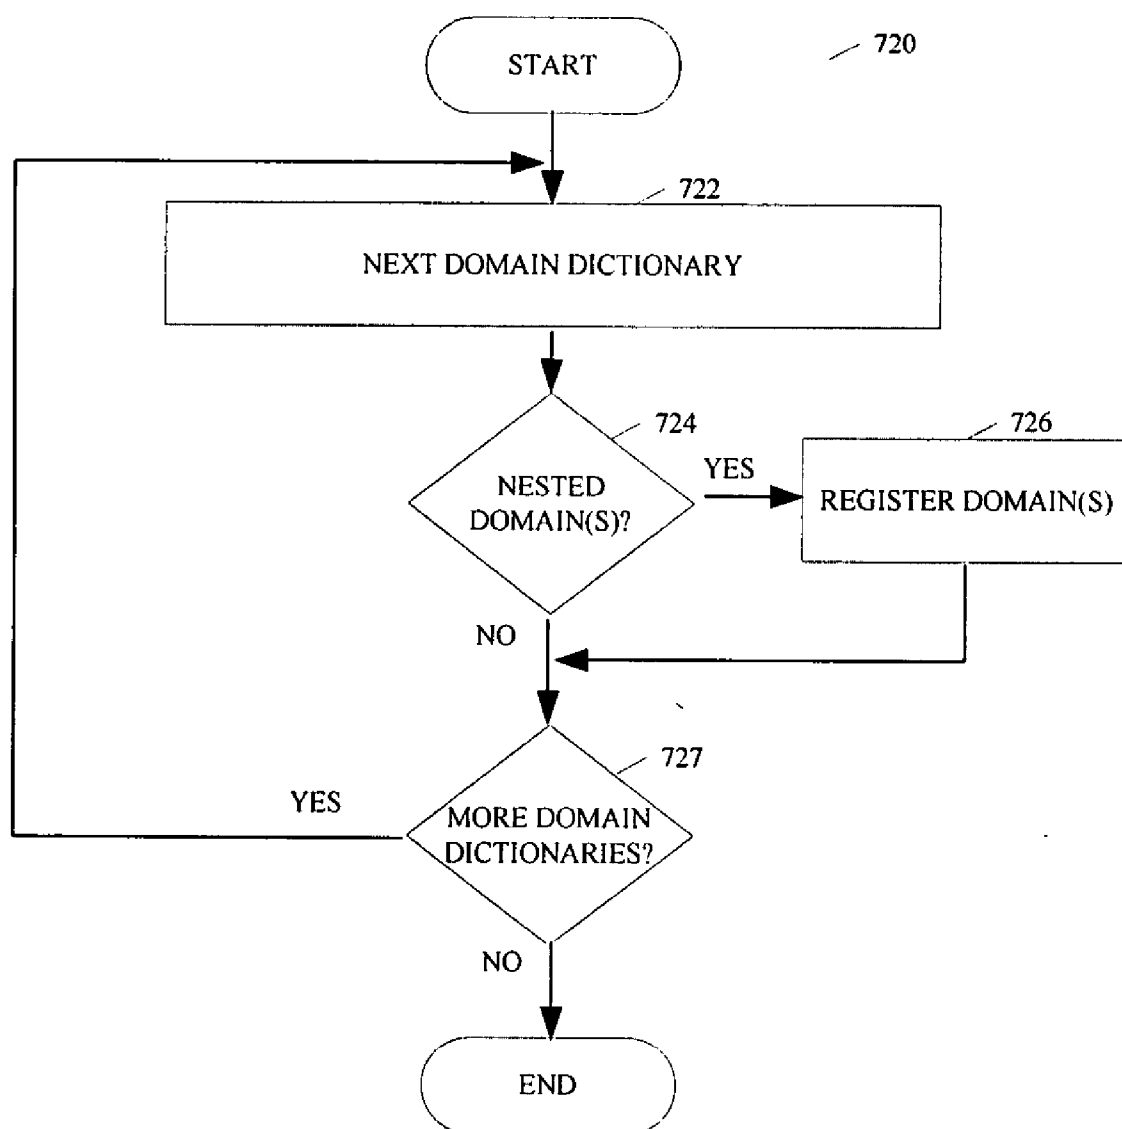 START
720
722
NEXT DOMAIN DICTIONARY
724
726
YES
NESTED
DOMAIN(S)?
REGISTER DOMAIN(S)
NO
727
YES
MORE DOMAIN
DICTIONARIES?
NO
END